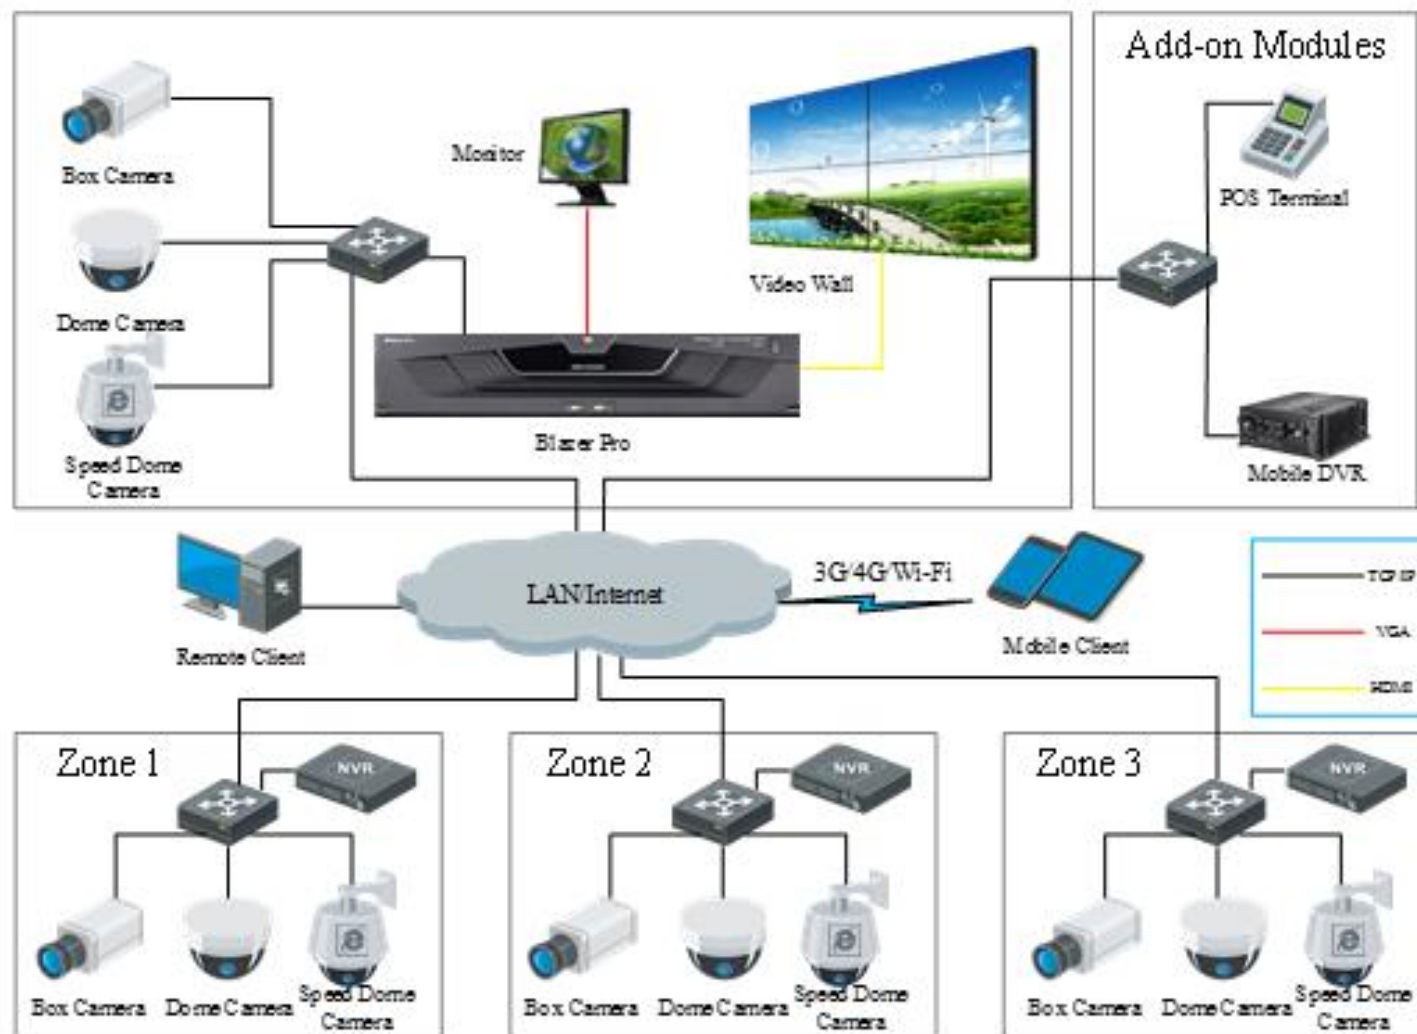 Add-on Modules
Monitor
Box Camera
POS Terminal
Video Wall
Dome Camera
Blazer Pro
Speed Dome
Camera
Mobile DVR
3G/4G/Wi-Fi
LAN/Internet
TCP/IP
VGA
HDMI
Remote Client
Mobile Client
Zone 1
NVR
Zone 2
NVR
Zone 3
NVR
Box Camera
Dome Camera
Speed Dome
Camera
Box Camera
Dome Camera
Speed Dome
Camera
Box Camera
Dome Camera
Speed Dome
Camera